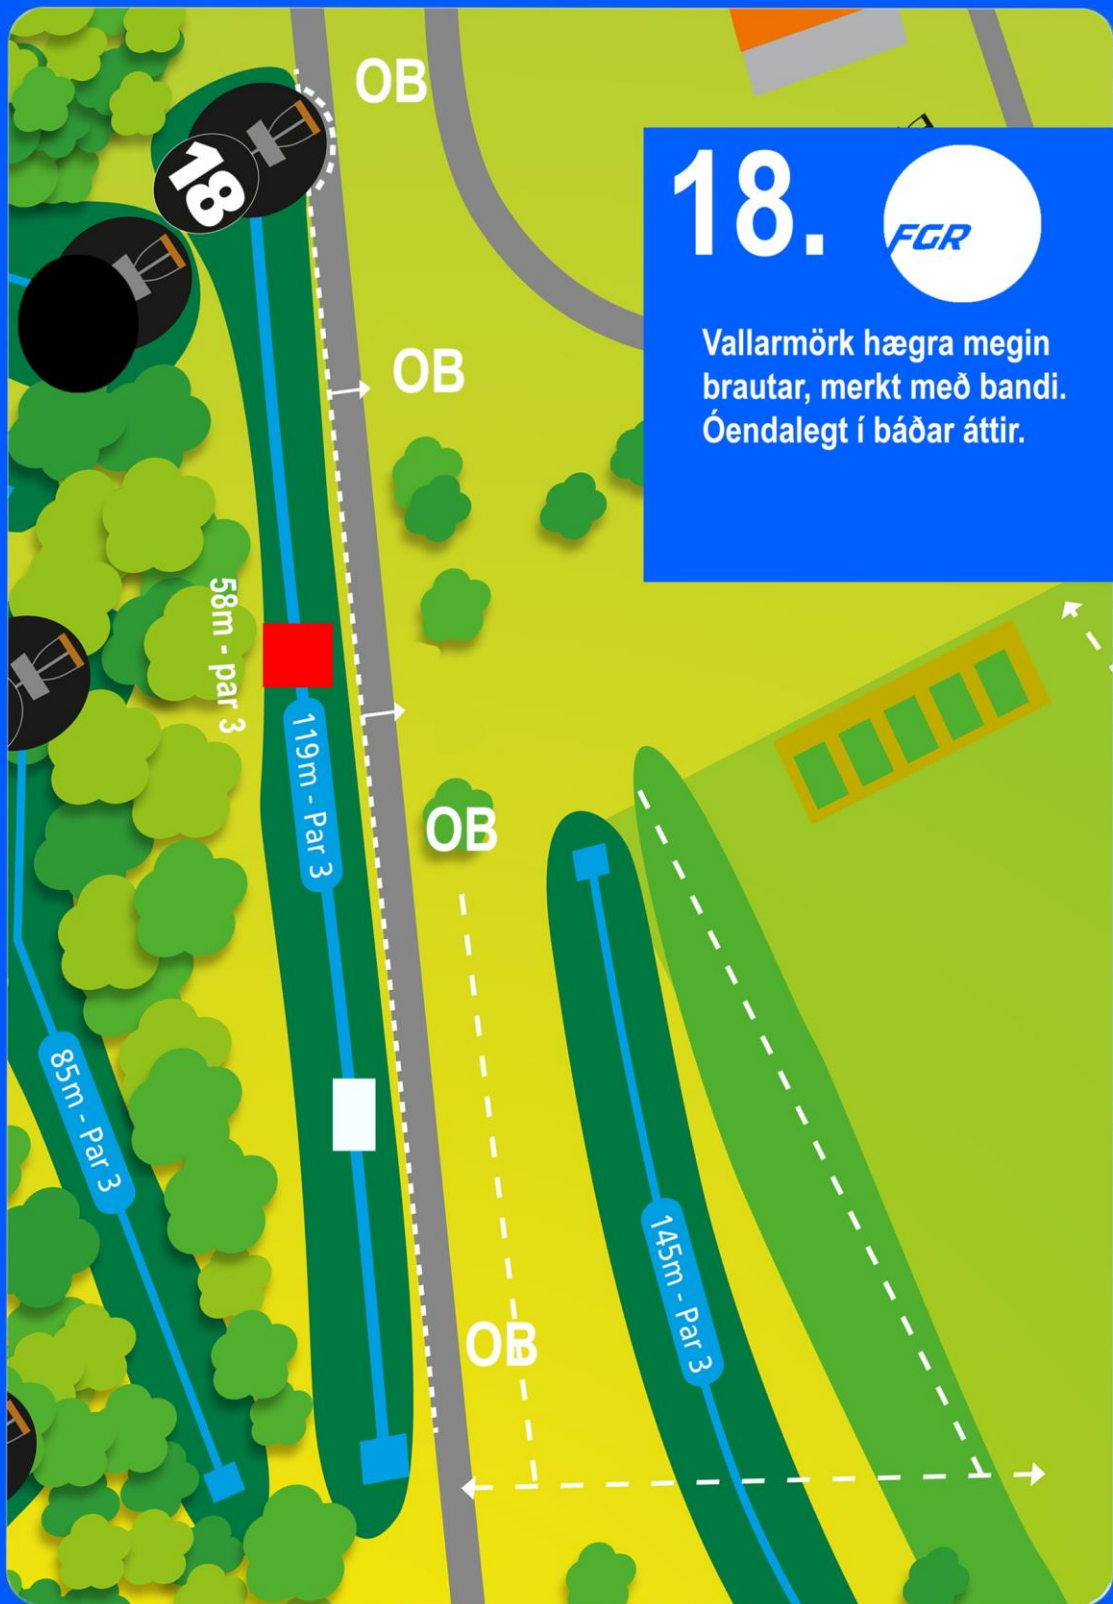 OB
18.
FGR
18
Vallarmörk hægra megin
brautar, merkt með bandi.
Óendalegt í báðar áttir.
OB
58m - par 3
119m - Par 3
OB
85m - Par 3
145m - Par 3
OB